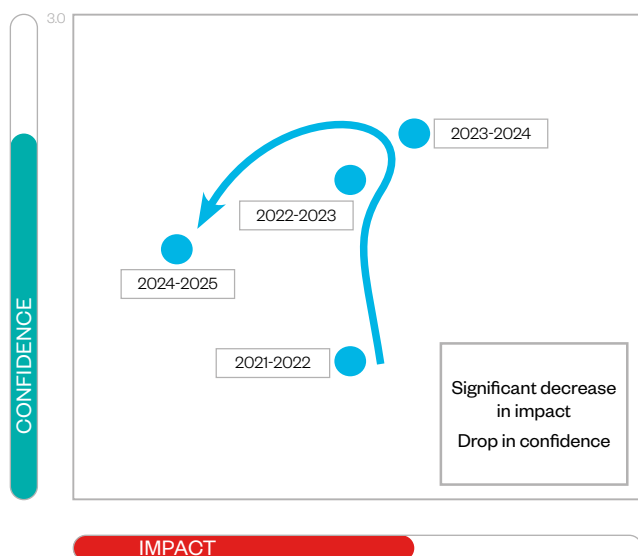 3.0
2023-2024
2022-2023
2024-2025
2021-2022
CONFIDENCE
Significant decrease
in impact
Drop in confidence
IMPACT